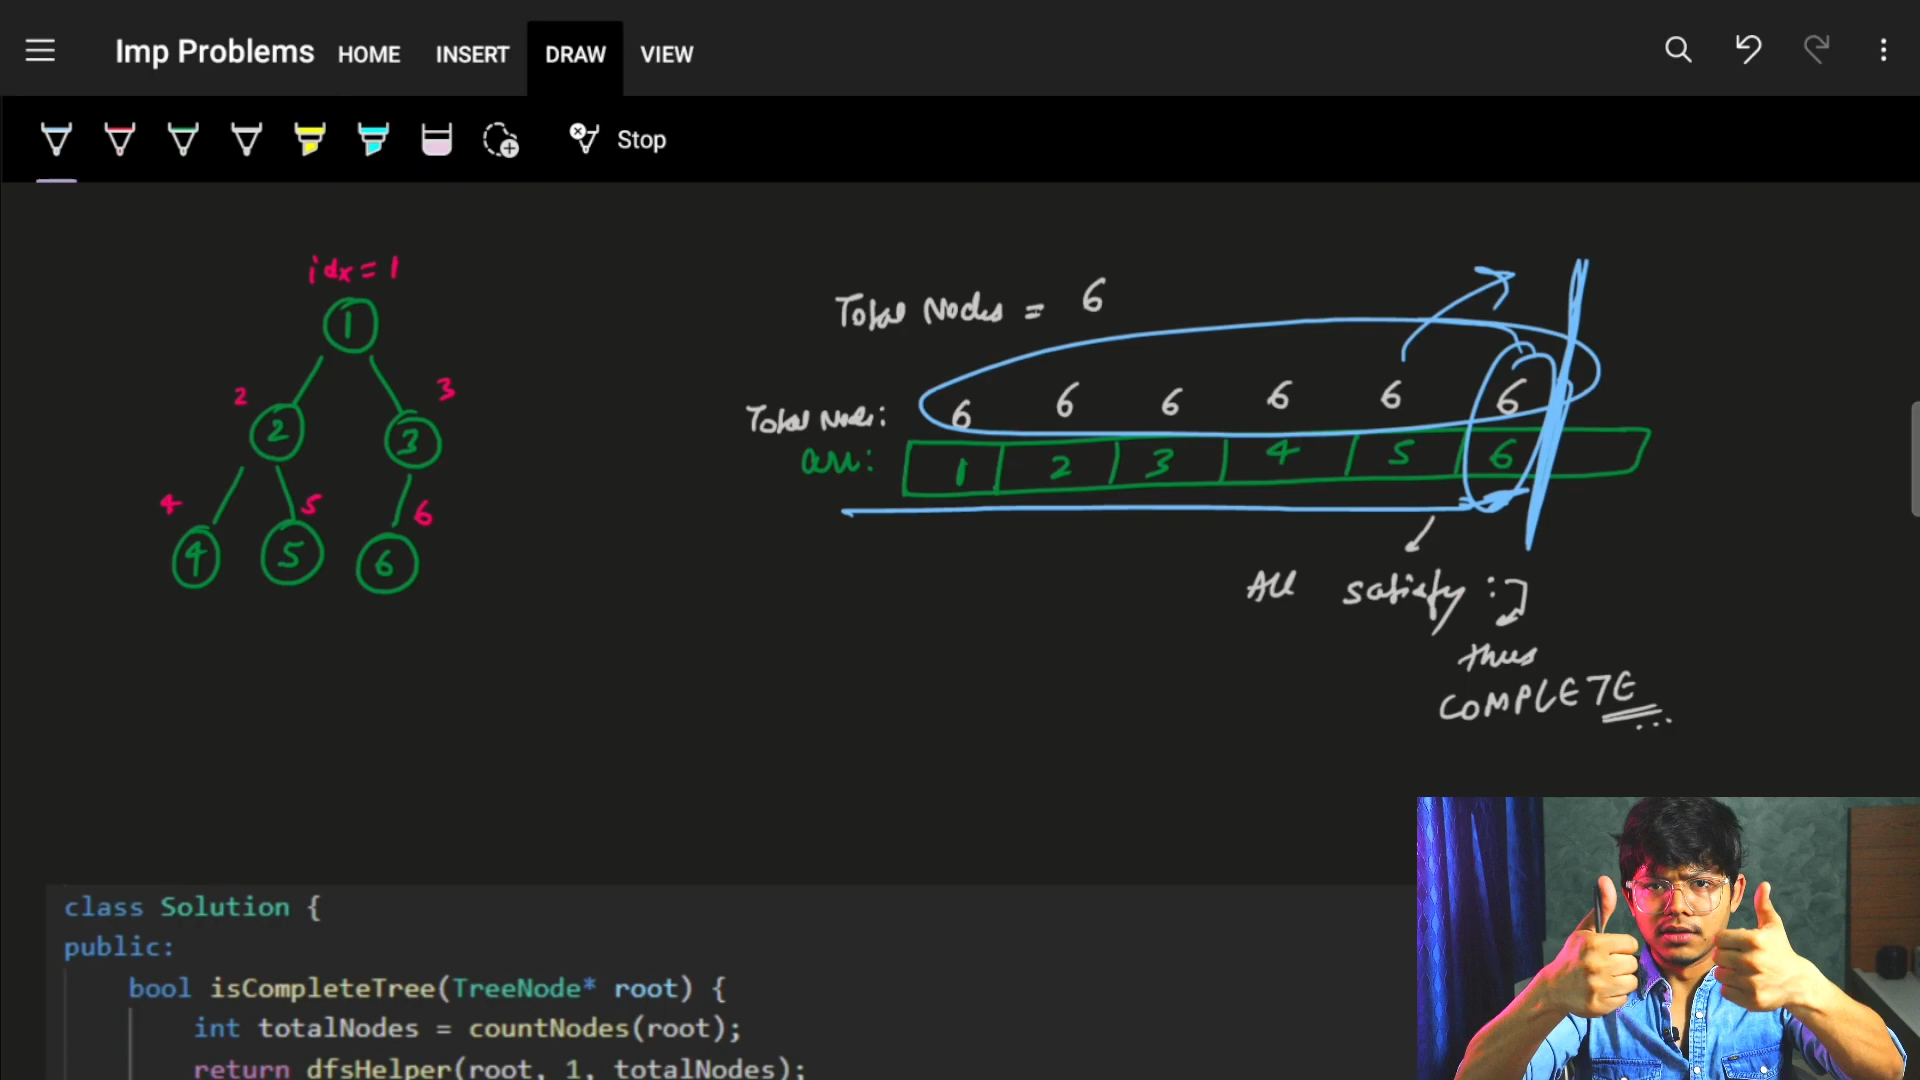 Imp Problems HOME INSERT DRAW VIEW
Stop
idx = 1
1
2 3
2 3
4 5 6
4 5 6
Total Nodes = 6
Total Node: 6 6 6 6 6 6
arr: 1 2 3 4 5 6
All satisfy :]
thus
COMPLETE...
class Solution {
public:
bool isCompleteTree(TreeNode* root) {
int totalNodes = countNodes(root);
return dfsHelper(root, 1, totalNodes);